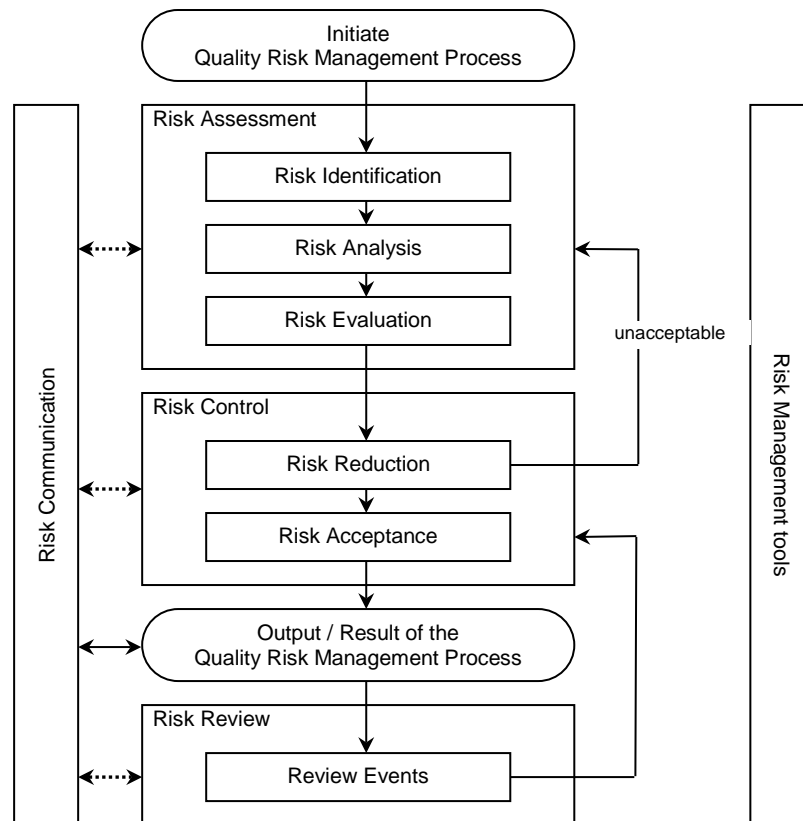 Initiate
Quality Risk Management Process
Risk Assessment
Risk Identification
Risk Analysis
Risk Evaluation
unacceptable
Risk Control
Risk Reduction
Risk Acceptance
Output / Result of the
Quality Risk Management Process
Risk Review
Review Events
Risk Communication
Risk Management tools